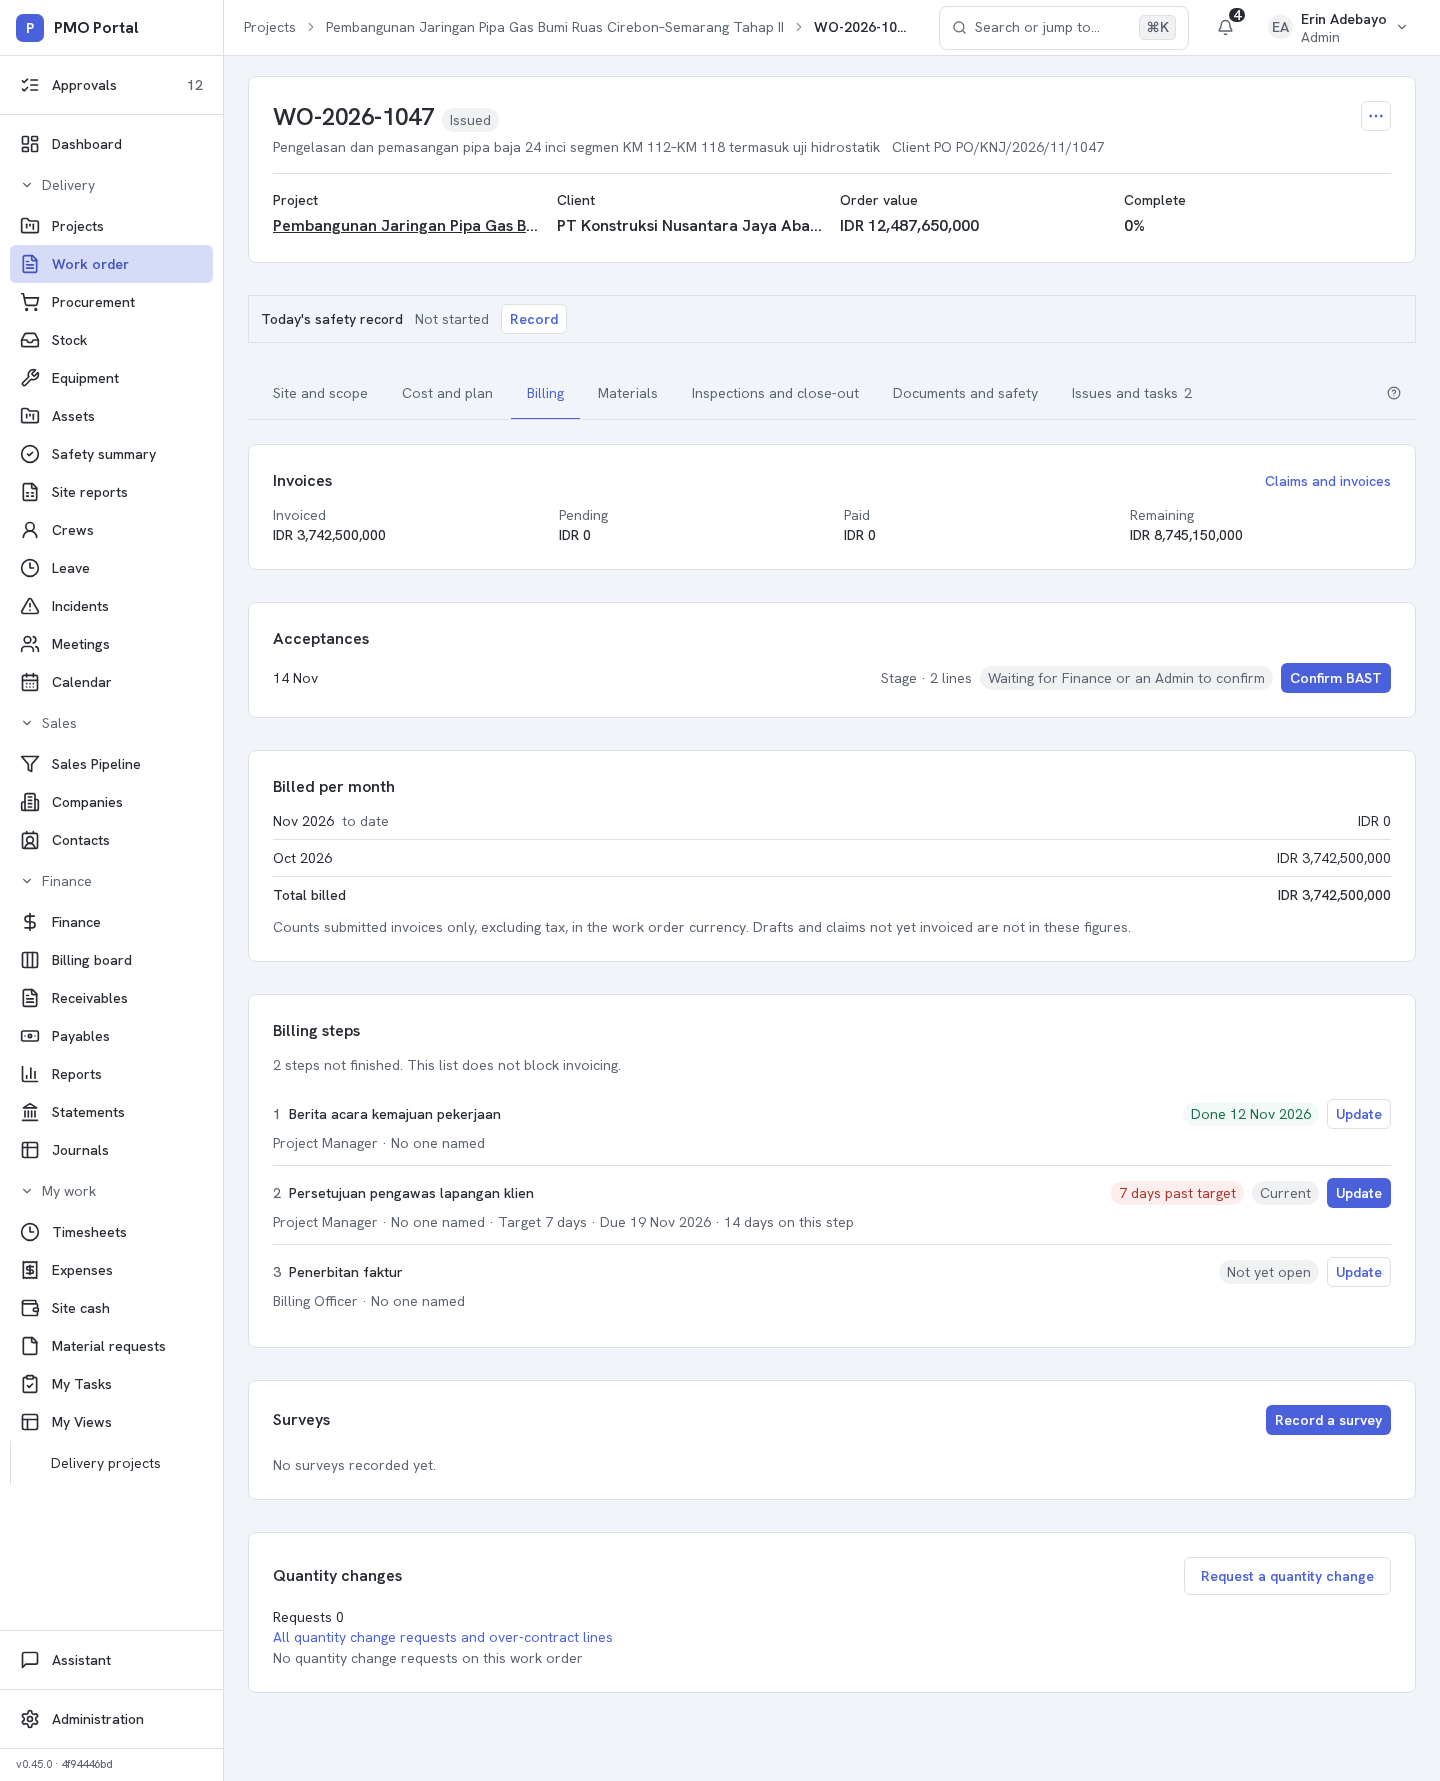 P PMO Portal
Projects > Pembangunan Jaringan Pipa Gas Bumi Ruas Cirebon–Semarang Tahap II > WO-2026-10...
Search or jump to... ⌘K
4
EA Erin Adebayo
Admin
Approvals 12
Dashboard
Delivery
Projects
Work order
Procurement
Stock
Equipment
Assets
Safety summary
Site reports
Crews
Leave
Incidents
Meetings
Calendar
Sales
Sales Pipeline
Companies
Contacts
Finance
Finance
Billing board
Receivables
Payables
Reports
Statements
Journals
My work
Timesheets
Expenses
Site cash
Material requests
My Tasks
My Views
Delivery projects
Assistant
Administration
v0.45.0 · 4f94446bd
WO-2026-1047 Issued
Pengelasan dan pemasangan pipa baja 24 inci segmen KM 112–KM 118 termasuk uji hidrostatik Client PO PO/KNJ/2026/11/1047
Project Client Order value Complete
Pembangunan Jaringan Pipa Gas B... PT Konstruksi Nusantara Jaya Aba... IDR 12,487,650,000 0%
Today's safety record Not started Record
Site and scope Cost and plan Billing Materials Inspections and close-out Documents and safety Issues and tasks 2
Invoices Claims and invoices
Invoiced Pending Paid Remaining
IDR 3,742,500,000 IDR 0 IDR 0 IDR 8,745,150,000
Acceptances
14 Nov Stage · 2 lines Waiting for Finance or an Admin to confirm Confirm BAST
Billed per month
Nov 2026 to date IDR 0
Oct 2026 IDR 3,742,500,000
Total billed IDR 3,742,500,000
Counts submitted invoices only, excluding tax, in the work order currency. Drafts and claims not yet invoiced are not in these figures.
Billing steps
2 steps not finished. This list does not block invoicing.
1 Berita acara kemajuan pekerjaan Done 12 Nov 2026 Update
Project Manager · No one named
2 Persetujuan pengawas lapangan klien 7 days past target Current Update
Project Manager · No one named · Target 7 days · Due 19 Nov 2026 · 14 days on this step
3 Penerbitan faktur Not yet open Update
Billing Officer · No one named
Surveys Record a survey
No surveys recorded yet.
Quantity changes Request a quantity change
Requests 0
All quantity change requests and over-contract lines
No quantity change requests on this work order